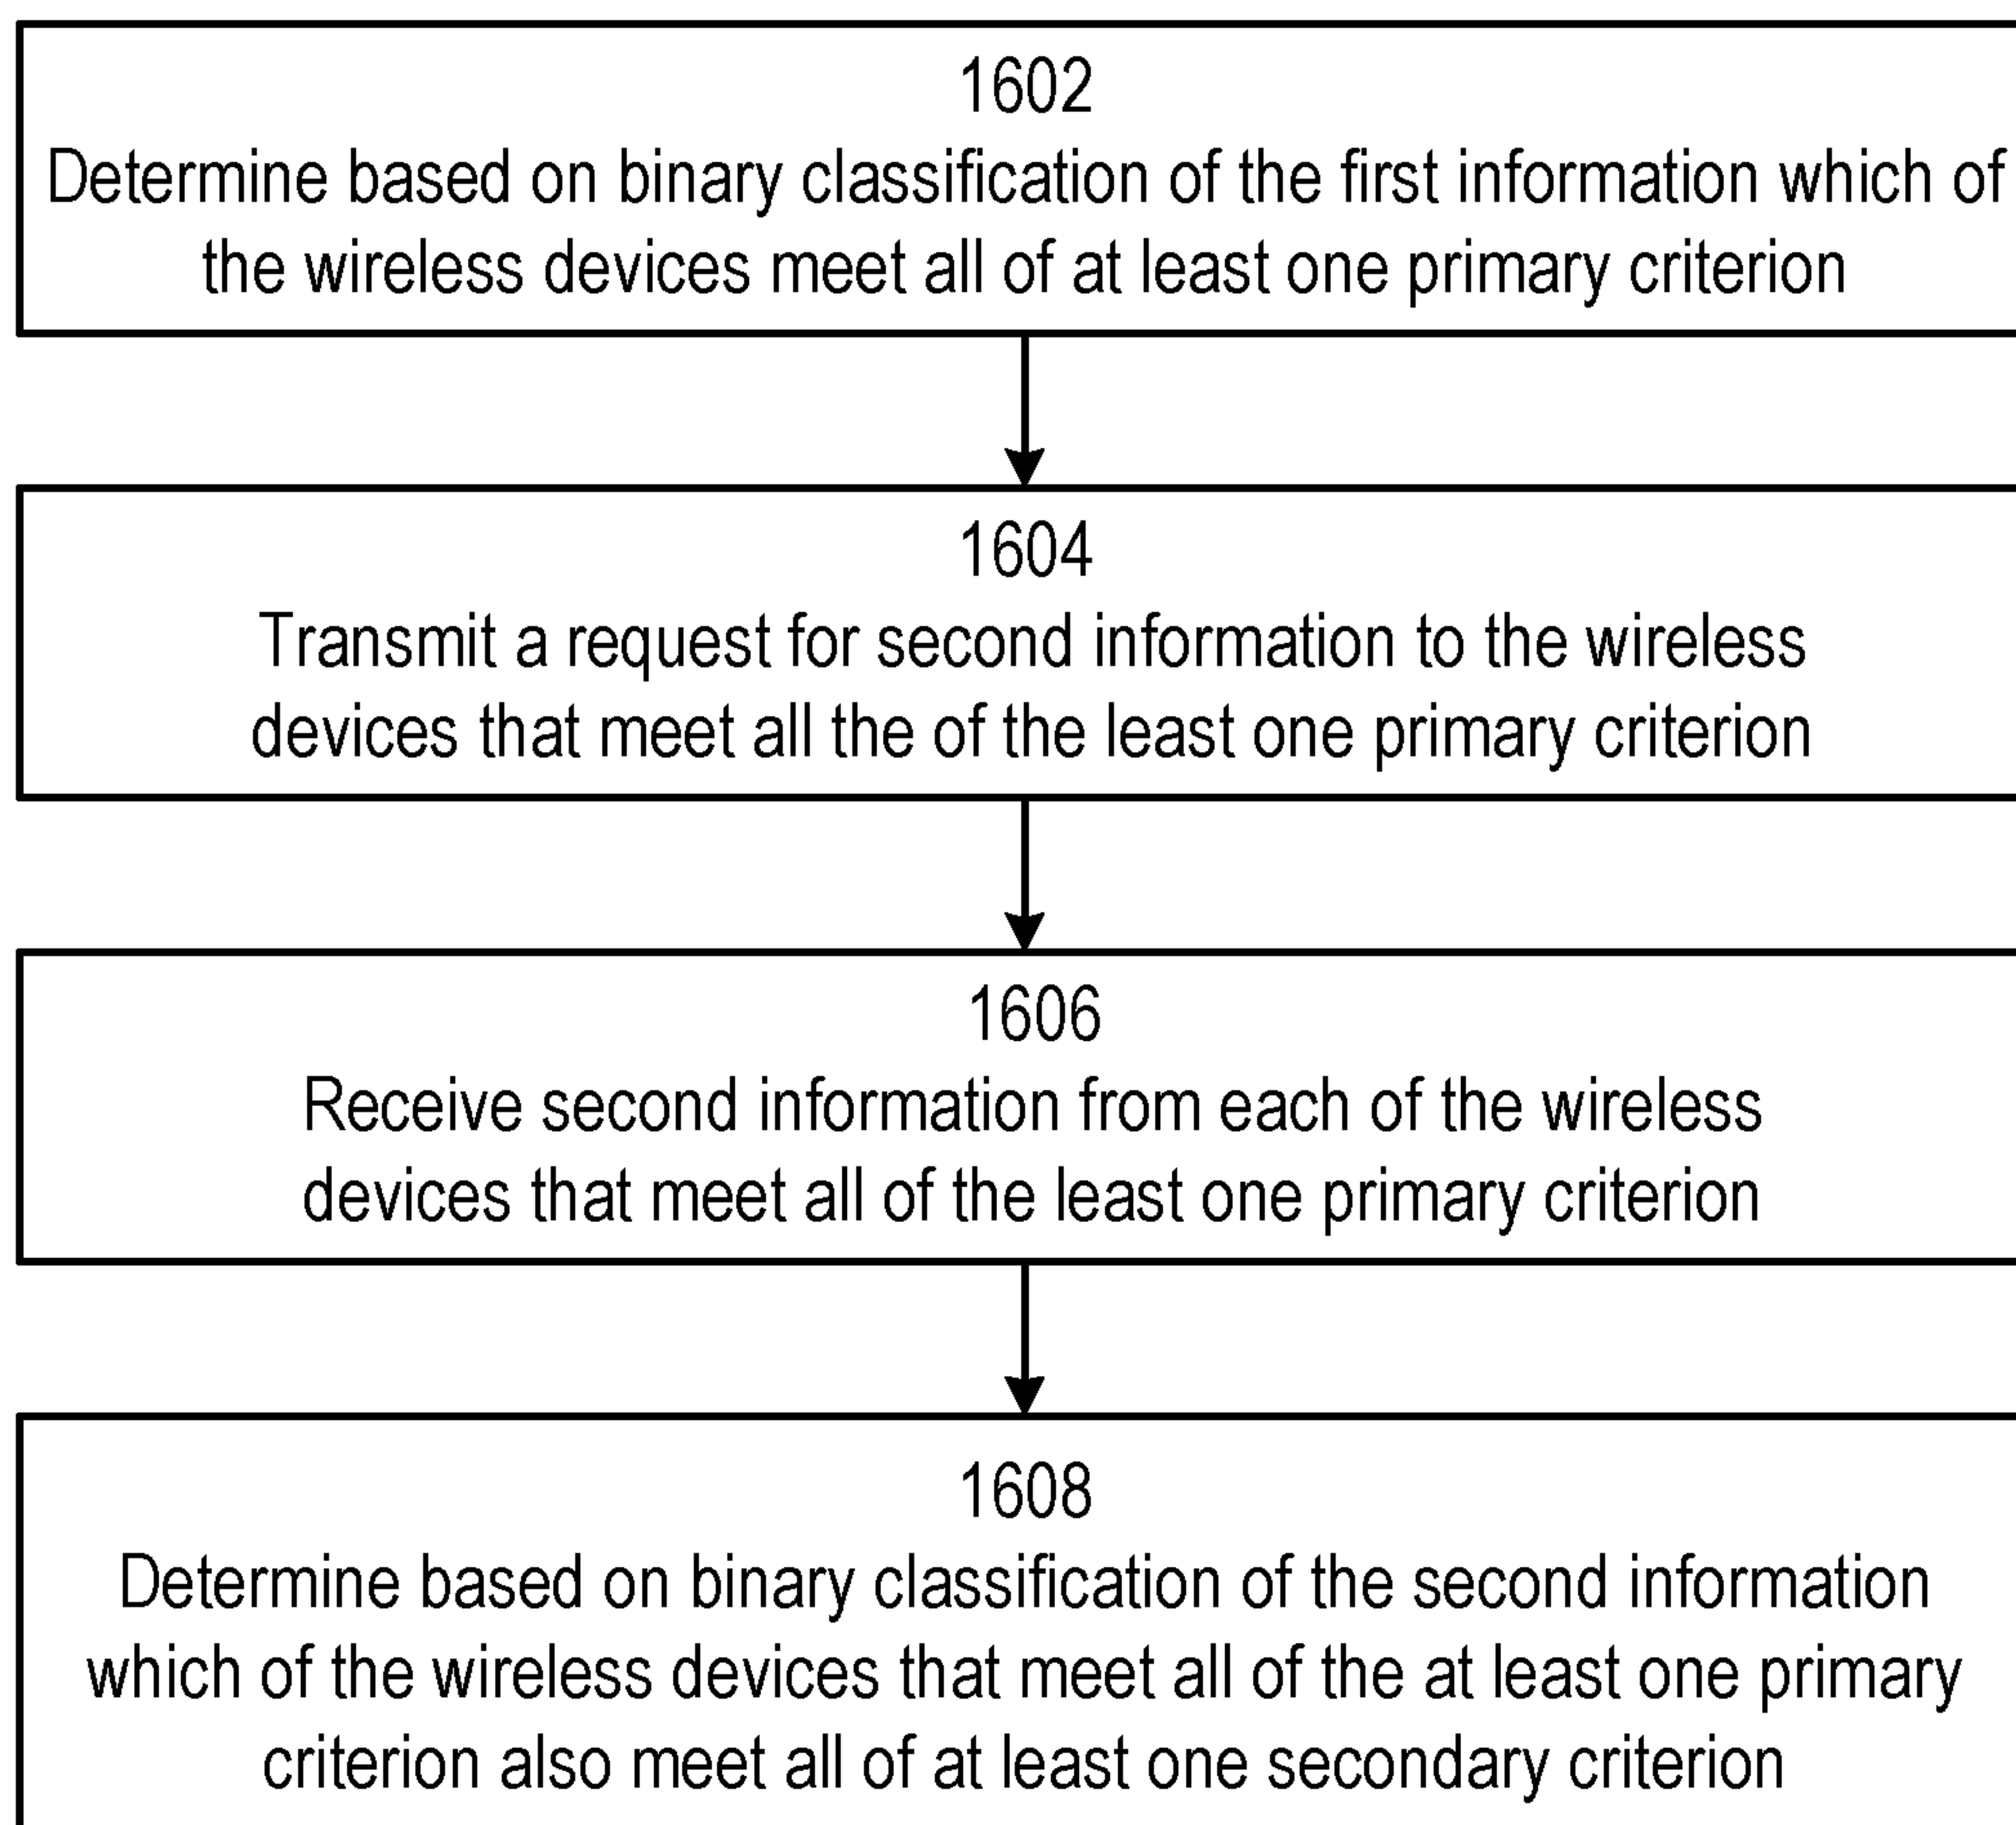 1602
Determine based on binary classification of the first information which of
the wireless devices meet all of at least one primary criterion
1604
Transmit a request for second information to the wireless
devices that meet all the of the least one primary criterion
1606
Receive second information from each of the wireless
devices that meet all of the least one primary criterion
1608
Determine based on binary classification of the second information
which of the wireless devices that meet all of the at least one primary
criterion also meet all of at least one secondary criterion